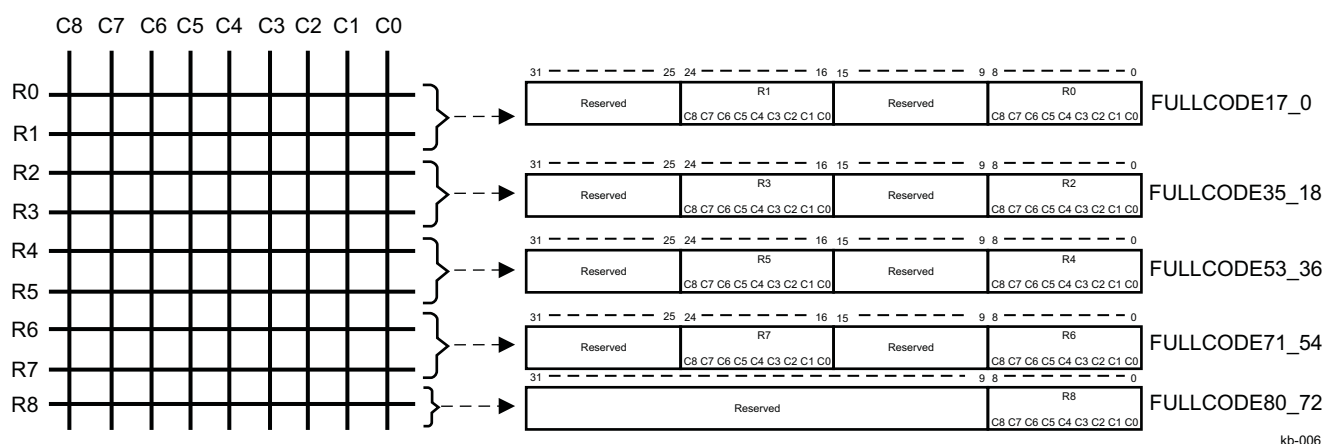 C8 C7 C6 C5 C4 C3 C2 C1 C0
R0
R1
R2
R3
R4
R5
R6
R7
R8
31 25 24 16 15 9 8 0
Reserved R1 Reserved R0
C8 C7 C6 C5 C4 C3 C2 C1 C0 C8 C7 C6 C5 C4 C3 C2 C1 C0
FULLCODE17_0
31 25 24 16 15 9 8 0
Reserved R3 Reserved R2
C8 C7 C6 C5 C4 C3 C2 C1 C0 C8 C7 C6 C5 C4 C3 C2 C1 C0
FULLCODE35_18
31 25 24 16 15 9 8 0
Reserved R5 Reserved R4
C8 C7 C6 C5 C4 C3 C2 C1 C0 C8 C7 C6 C5 C4 C3 C2 C1 C0
FULLCODE53_36
31 25 24 16 15 9 8 0
Reserved R7 Reserved R6
C8 C7 C6 C5 C4 C3 C2 C1 C0 C8 C7 C6 C5 C4 C3 C2 C1 C0
FULLCODE71_54
31 9 8 0
Reserved R8
C8 C7 C6 C5 C4 C3 C2 C1 C0
FULLCODE80_72
kb-006